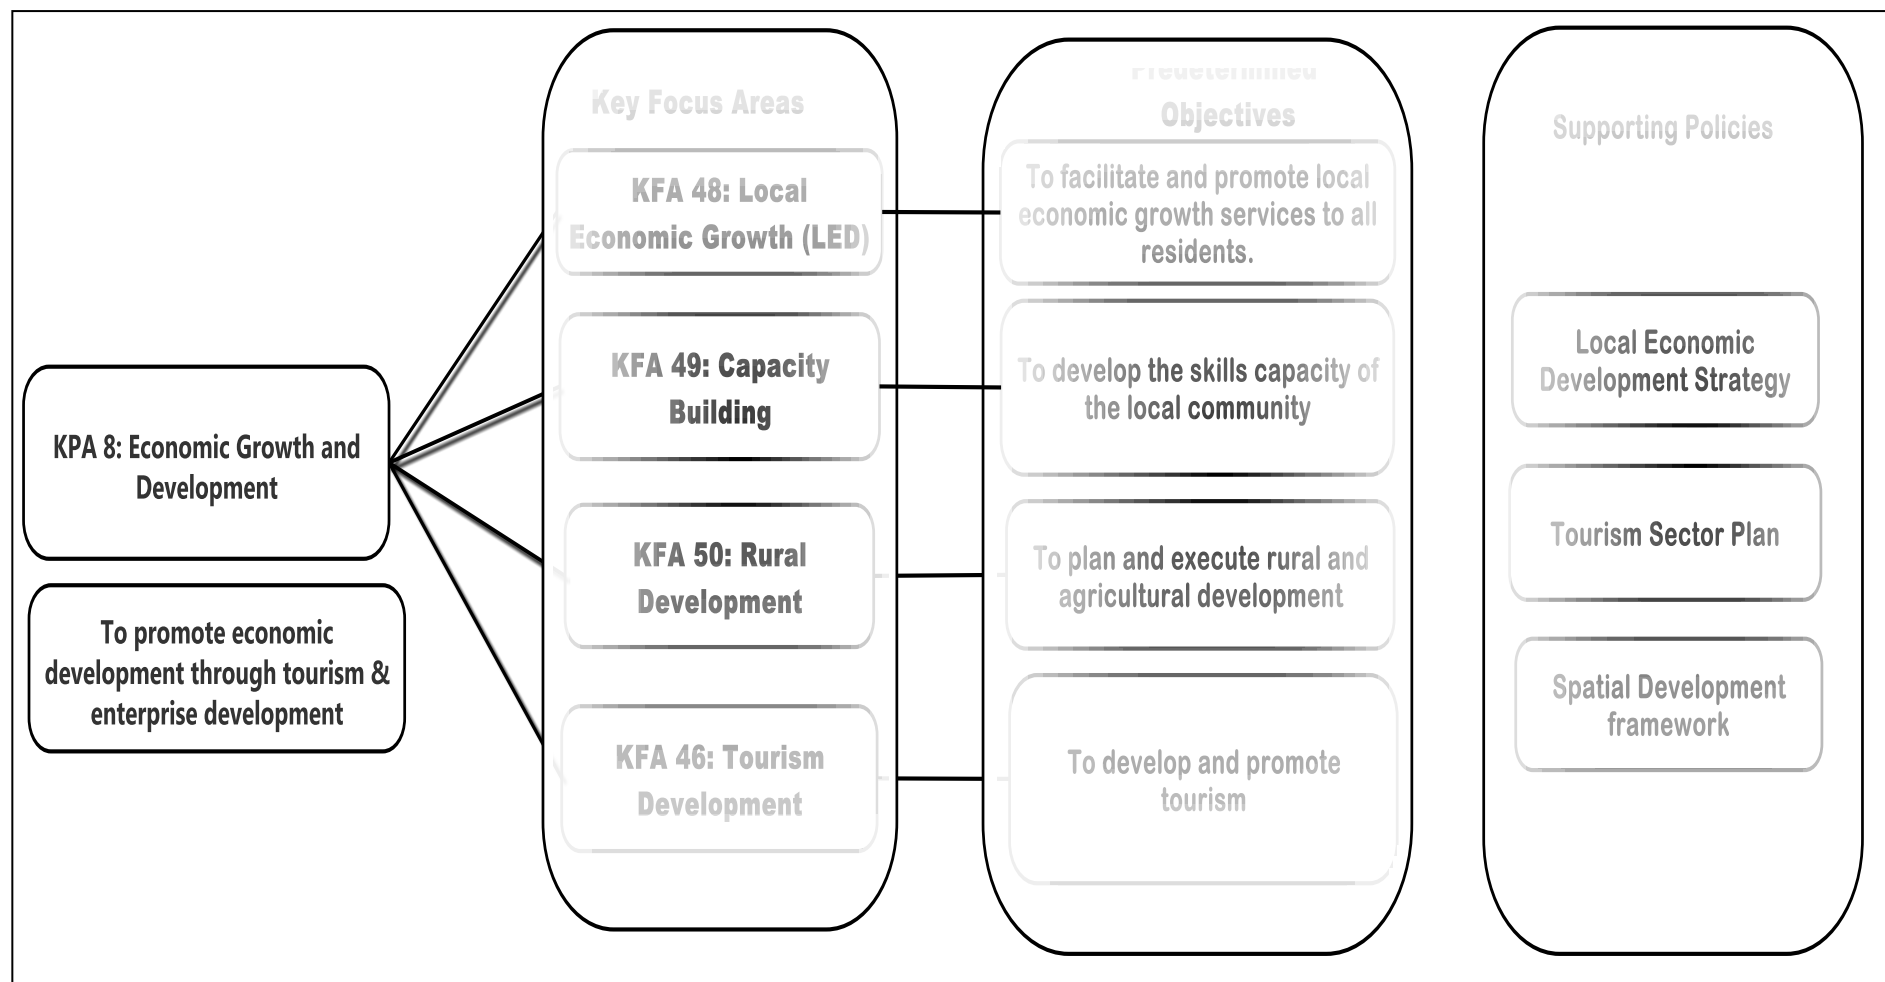 KPA 8: Economic Growth and
Development
To promote economic
development through tourism &
enterprise development
Key Focus Areas
KFA 48: Local
Economic Growth (LED)
KFA 49: Capacity
Building
KFA 50: Rural
Development
KFA 46: Tourism
Development
Predetermined
Objectives
To facilitate and promote local
economic growth services to all
residents.
To develop the skills capacity of
the local community
To plan and execute rural and
agricultural development
To develop and promote
tourism
Supporting Policies
Local Economic
Development Strategy
Tourism Sector Plan
Spatial Development
framework